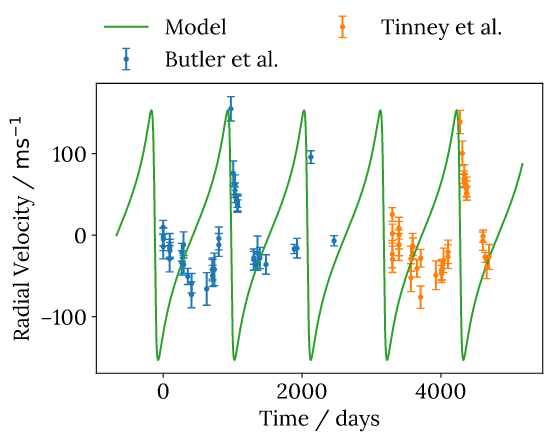 Model
Tinney et al.
Butler et al.
Radial Velocity / ms⁻¹
100
0
−100
0
2000
4000
Time / days